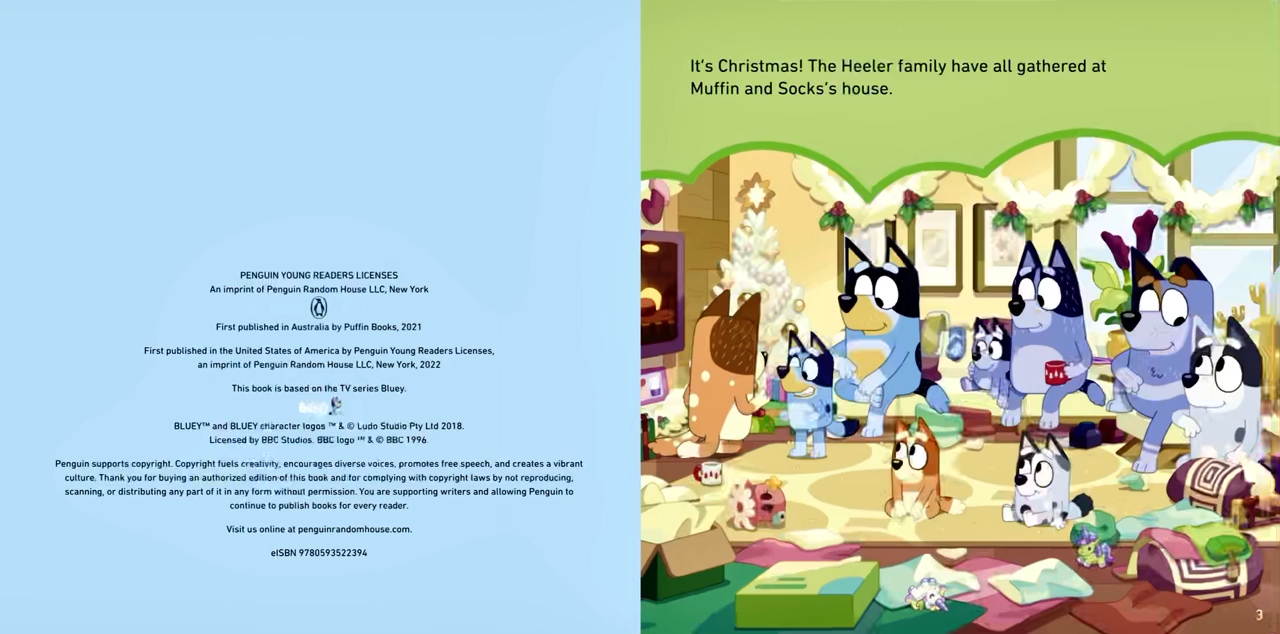 PENGUIN YOUNG READERS LICENSES
An imprint of Penguin Random House LLC, New York
First published in Australia by Puffin Books, 2021
First published in the United States of America by Penguin Young Readers Licenses,
an imprint of Penguin Random House LLC, New York, 2022
This book is based on the TV series Bluey.
BLUEY™ and BLUEY character logos ™ & © Ludo Studio Pty Ltd 2018.
Licensed by BBC Studios. BBC logo ™ & © BBC 1996.
Penguin supports copyright. Copyright fuels creativity, encourages diverse voices, promotes free speech, and creates a vibrant
culture. Thank you for buying an authorized edition of this book and for complying with copyright laws by not reproducing,
scanning, or distributing any part of it in any form without permission. You are supporting writers and allowing Penguin to
continue to publish books for every reader.
Visit us online at penguinrandomhouse.com.
eISBN 9780593522394
It's Christmas! The Heeler family have all gathered at
Muffin and Socks's house.
3